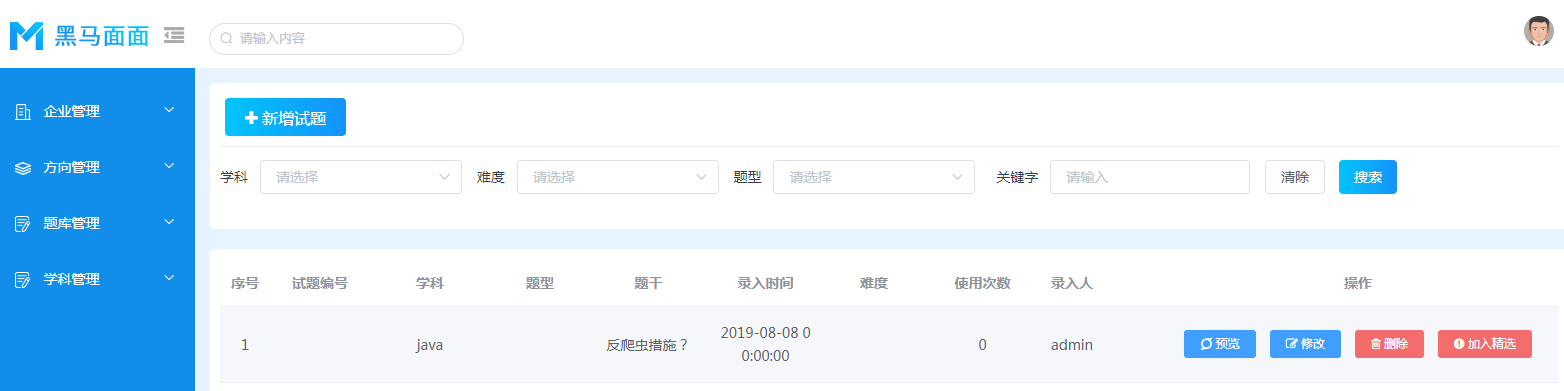 黑马面面
请输入内容
企业管理
方向管理
题库管理
学科管理
新增试题
学科 请选择 难度 请选择 题型 请选择 关键字 请输入 清除 搜索
序号 试题编号 学科 题型 题干 录入时间 难度 使用次数 录入人 操作
1 java 反爬虫措施？ 2019-08-08 0 0 admin 预览 修改 删除 加入精选
0:00:00